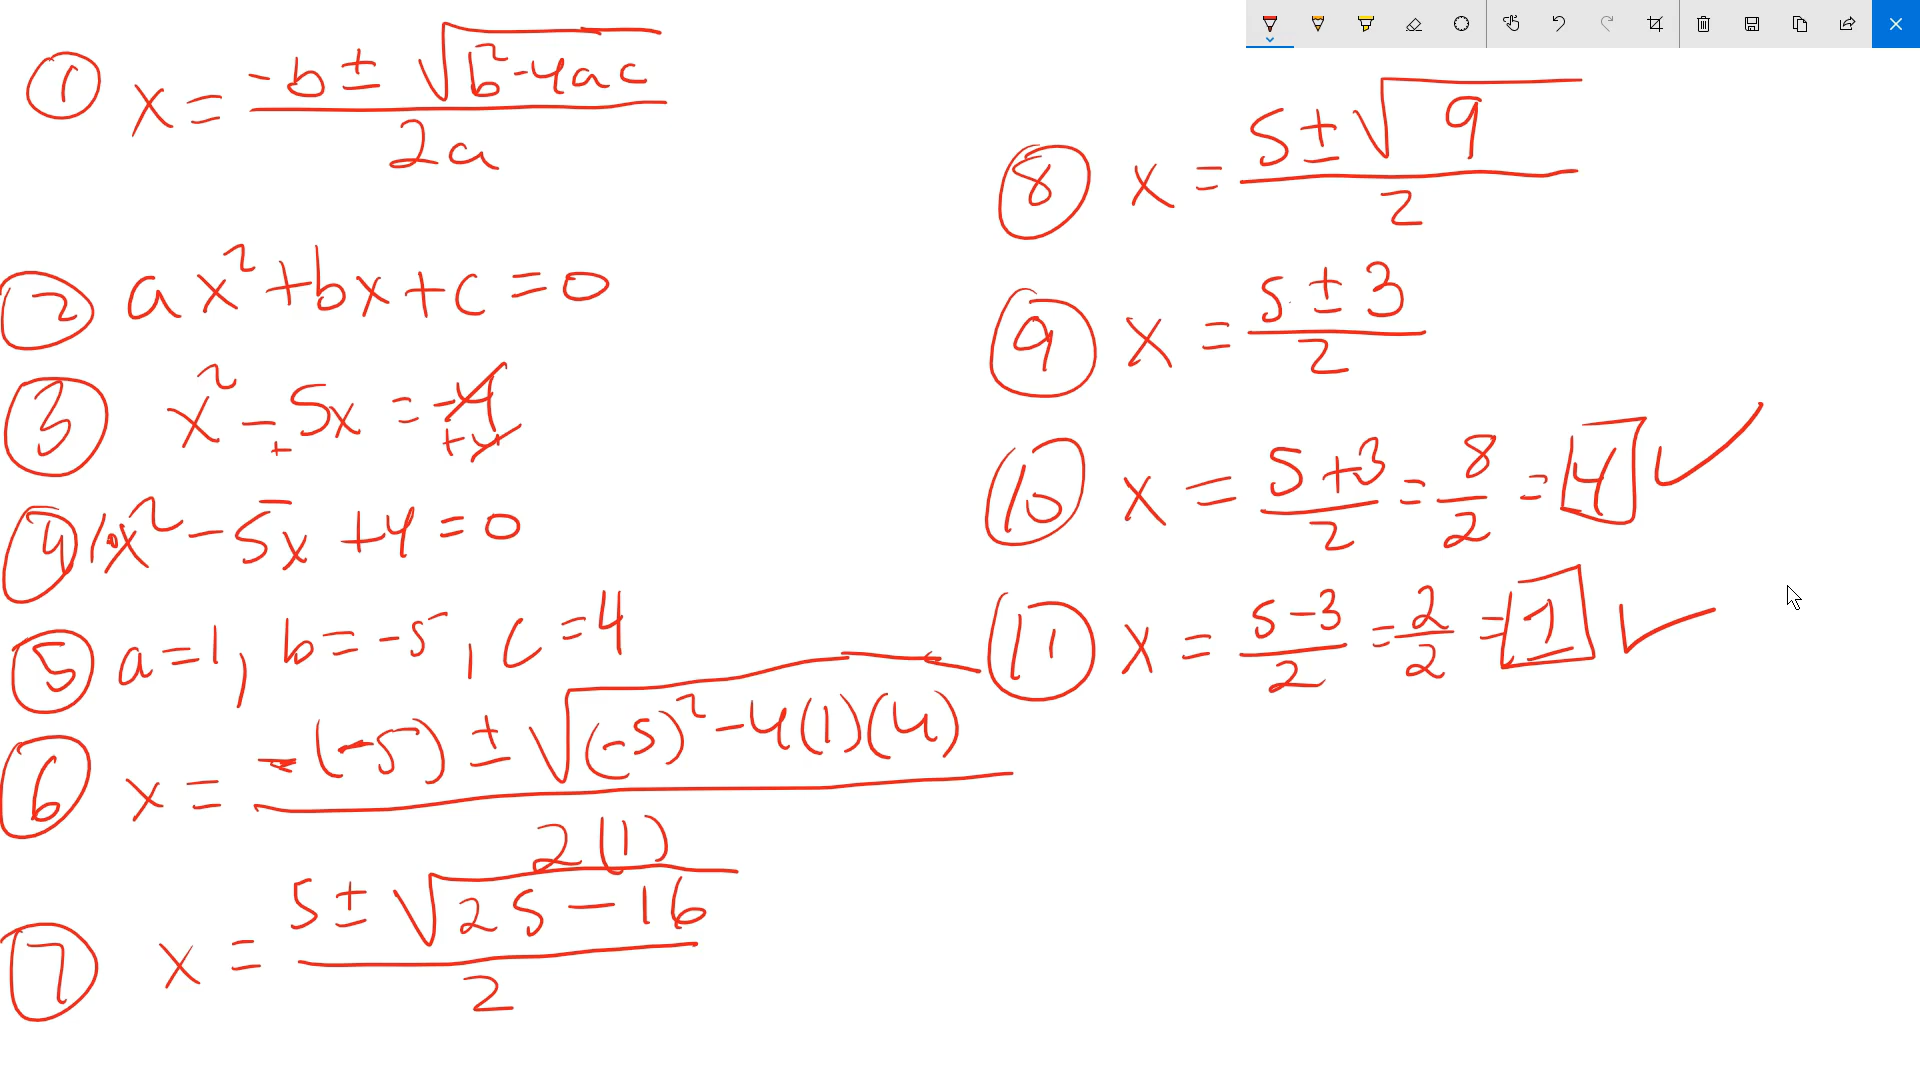 ① x = (-b ± √(b² - 4ac)) / 2a
② ax² + bx + c = 0
③ x² - 5x = -4
+ +4
④ 1·x² - 5x + 4 = 0
⑤ a = 1, b = -5, c = 4
⑥ x = (-(-5) ± √((-5)² - 4(1)(4))) / 2(1)
⑦ x = (5 ± √(25 - 16)) / 2
⑧ x = (5 ± √9) / 2
⑨ x = (5 ± 3) / 2
⑩ x = (5 + 3) / 2 = 8/2 = 4 ✓
⑪ x = (5 - 3) / 2 = 2/2 = 1 ✓